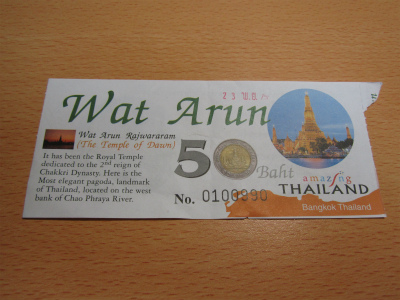 Wat Arun
Wat Arun Rajwararam
(The Temple of Dawn)
It has been the Royal Temple
dedicated to the 2nd reign of
Chakkri Dynasty. Here is the
Most elegant pagoda, landmark
of Thailand, located on the west
bank of Chao Phraya River.
50
Baht
No. 0100990
amazing
THAILAND
Bangkok Thailand